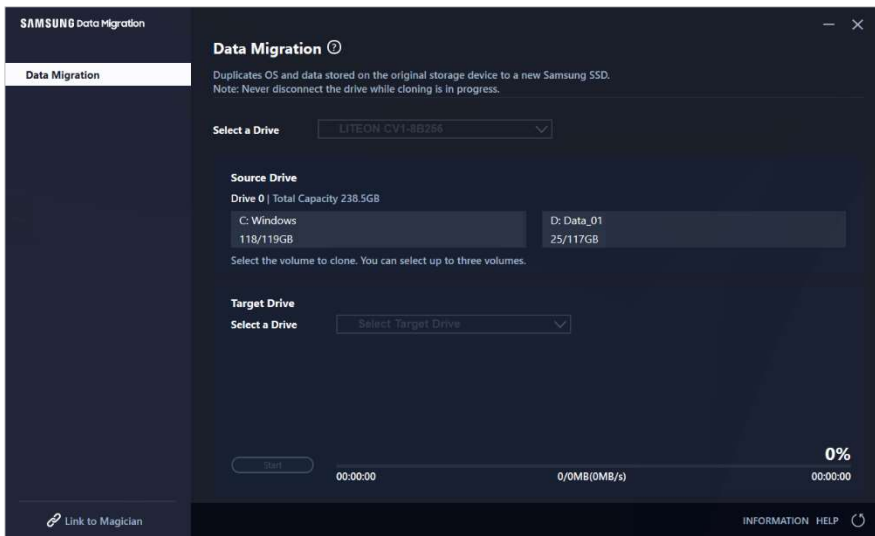 SAMSUNG Data Migration
Data Migration
Data Migration ?
Duplicates OS and data stored on the original storage device to a new Samsung SSD.
Note: Never disconnect the drive while cloning is in progress.
Select a Drive LITEON CV1-8B256
Source Drive
Drive 0 | Total Capacity 238.5GB
C: Windows D: Data_01
118/119GB 25/117GB
Select the volume to clone. You can select up to three volumes.
Target Drive
Select a Drive Select Target Drive
0%
Start
00:00:00 0/0MB(0MB/s) 00:00:00
Link to Magician INFORMATION HELP